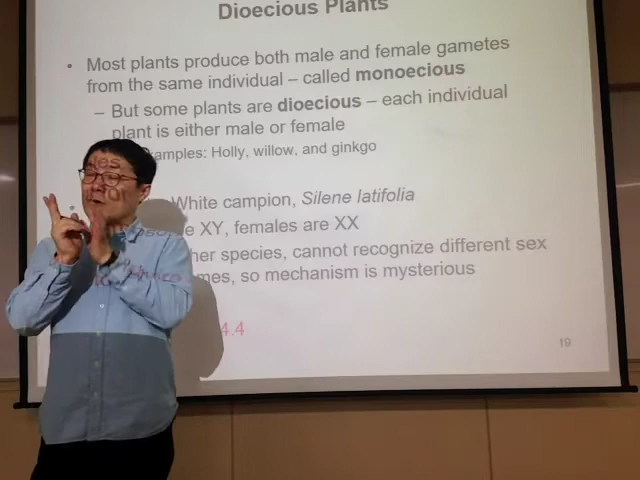 Dioecious Plants
• Most plants produce both male and female gametes
from the same individual – called monoecious
– But some plants are dioecious – each individual
plant is either male or female
amples: Holly, willow, and ginkgo
White campion, Silene latifolia
e XY, females are XX
her species, cannot recognize different sex
mes, so mechanism is mysterious
4.4
19